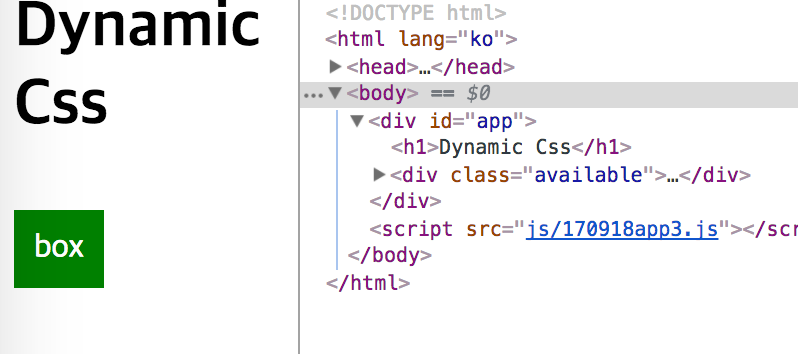 Dynamic
Css
box
<!DOCTYPE html>
<html lang="ko">
<head>…</head>
<body> == $0
<div id="app">
<h1>Dynamic Css</h1>
<div class="available">…</div>
</div>
<script src="js/170918app3.js"></scr
</body>
</html>